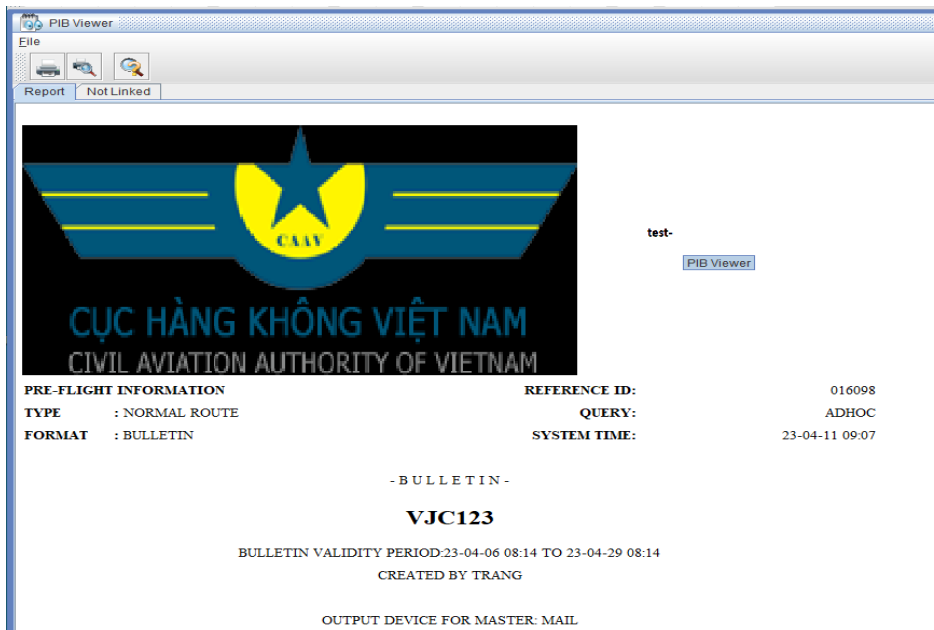 PIB Viewer
File
Report Not Linked
CAAV
test-
PIB Viewer
CỤC HÀNG KHÔNG VIỆT NAM
CIVIL AVIATION AUTHORITY OF VIETNAM
PRE-FLIGHT INFORMATION REFERENCE ID: 016098
TYPE : NORMAL ROUTE QUERY: ADHOC
FORMAT : BULLETIN SYSTEM TIME: 23-04-11 09:07
- B U L L E T I N -
VJC123
BULLETIN VALIDITY PERIOD:23-04-06 08:14 TO 23-04-29 08:14
CREATED BY TRANG
OUTPUT DEVICE FOR MASTER: MAIL